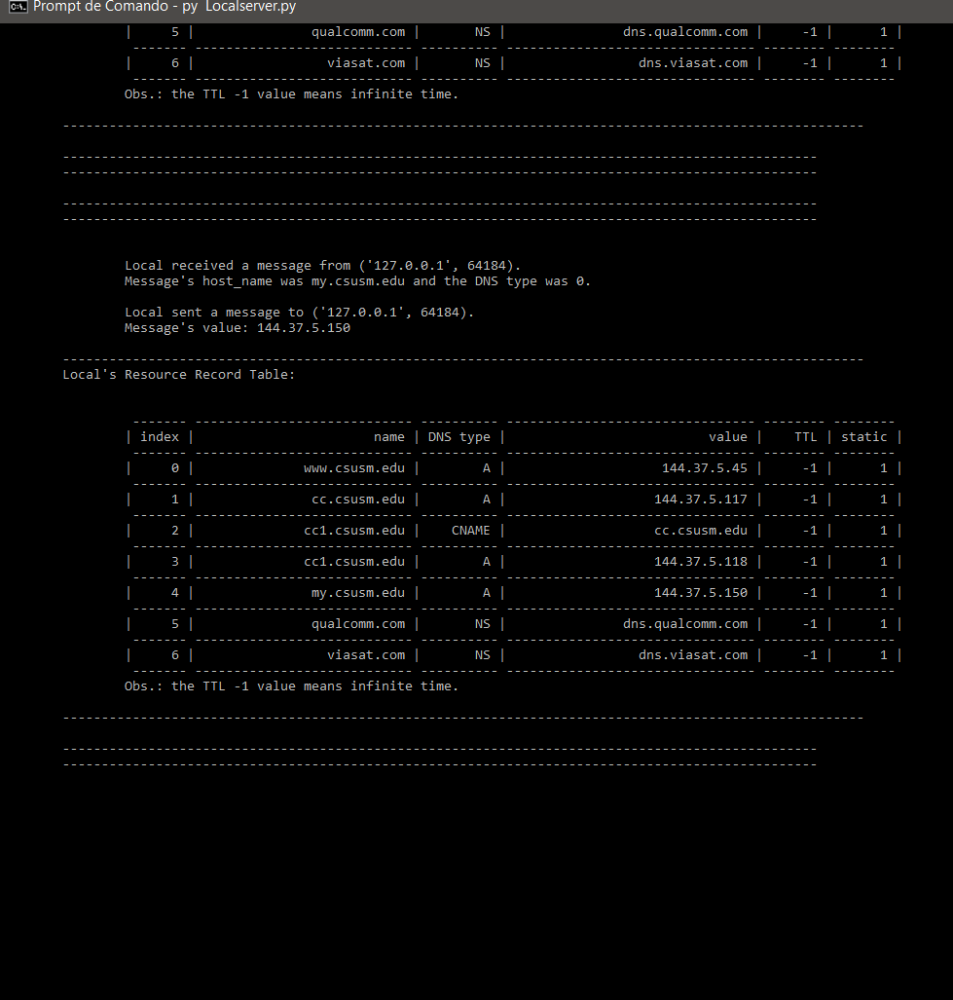 Prompt de Comando - py  Localserver.py
|     5 |               qualcomm.com |       NS |               dns.qualcomm.com |     -1 |      1 |
 ------- ---------------------------- ---------- -------------------------------- -------- --------
|     6 |                 viasat.com |       NS |                 dns.viasat.com |     -1 |      1 |
 ------- ---------------------------- ---------- -------------------------------- -------- --------
Obs.: the TTL -1 value means infinite time.
-------------------------------------------------------------------------------------------------------
-------------------------------------------------------------------------------------------------
-------------------------------------------------------------------------------------------------
-------------------------------------------------------------------------------------------------
-------------------------------------------------------------------------------------------------
Local received a message from ('127.0.0.1', 64184).
Message's host_name was my.csusm.edu and the DNS type was 0.
Local sent a message to ('127.0.0.1', 64184).
Message's value: 144.37.5.150
-------------------------------------------------------------------------------------------------------
Local's Resource Record Table:
 ------- ---------------------------- ---------- -------------------------------- -------- --------
| index |                       name | DNS type |                          value |    TTL | static |
 ------- ---------------------------- ---------- -------------------------------- -------- --------
|     0 |              www.csusm.edu |        A |                    144.37.5.45 |     -1 |      1 |
 ------- ---------------------------- ---------- -------------------------------- -------- --------
|     1 |               cc.csusm.edu |        A |                   144.37.5.117 |     -1 |      1 |
 ------- ---------------------------- ---------- -------------------------------- -------- --------
|     2 |              cc1.csusm.edu |    CNAME |                   cc.csusm.edu |     -1 |      1 |
 ------- ---------------------------- ---------- -------------------------------- -------- --------
|     3 |              cc1.csusm.edu |        A |                   144.37.5.118 |     -1 |      1 |
 ------- ---------------------------- ---------- -------------------------------- -------- --------
|     4 |               my.csusm.edu |        A |                   144.37.5.150 |     -1 |      1 |
 ------- ---------------------------- ---------- -------------------------------- -------- --------
|     5 |               qualcomm.com |       NS |               dns.qualcomm.com |     -1 |      1 |
 ------- ---------------------------- ---------- -------------------------------- -------- --------
|     6 |                 viasat.com |       NS |                 dns.viasat.com |     -1 |      1 |
 ------- ---------------------------- ---------- -------------------------------- -------- --------
Obs.: the TTL -1 value means infinite time.
-------------------------------------------------------------------------------------------------------
-------------------------------------------------------------------------------------------------
-------------------------------------------------------------------------------------------------